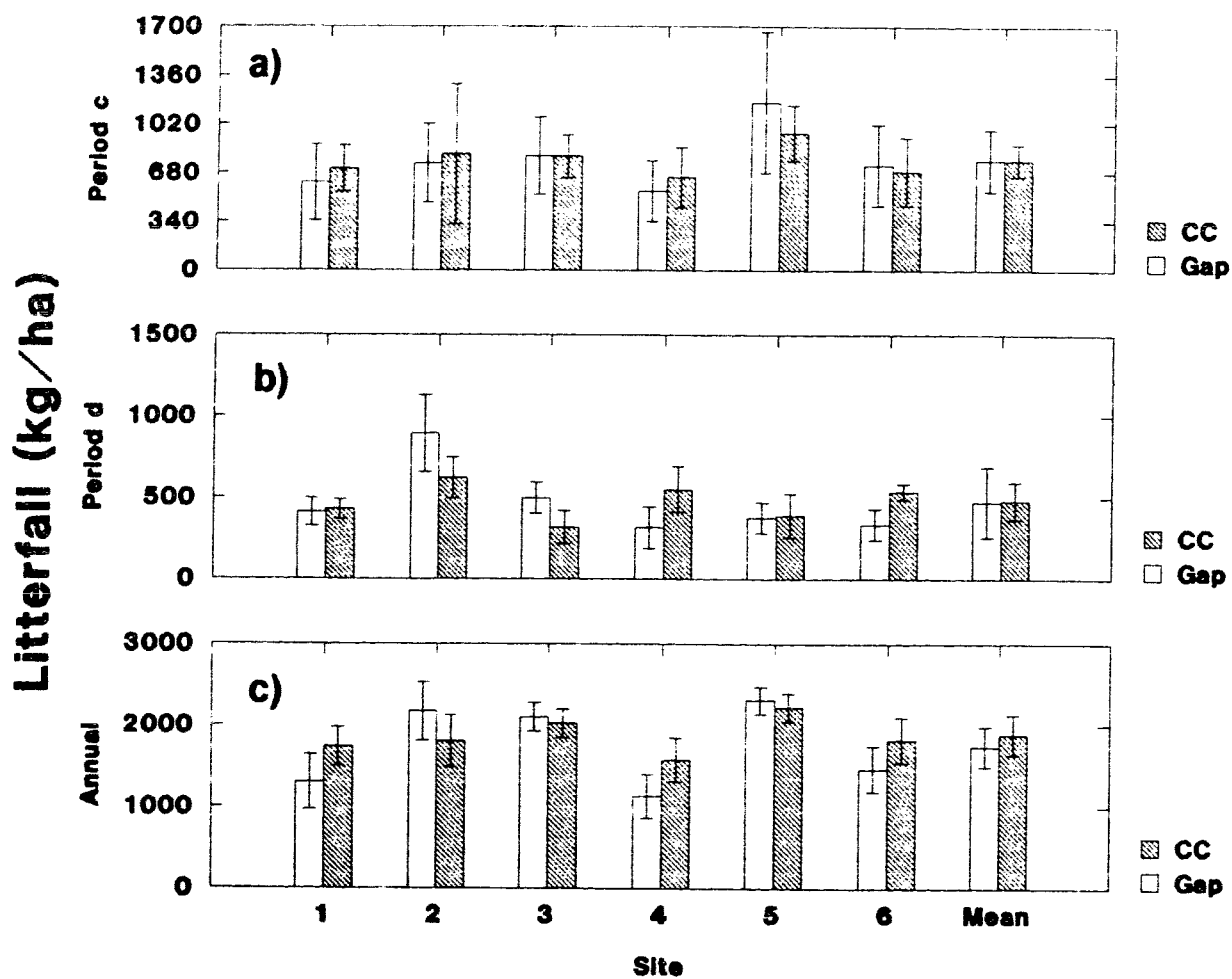 Litterfall (kg/ha)
a)
Period c
1700
1360
1020
680
340
0
CC
Gap
b)
Period d
1500
1000
500
0
CC
Gap
c)
Annual
3000
2000
1000
0
CC
Gap
1 2 3 4 5 6 Mean
Site